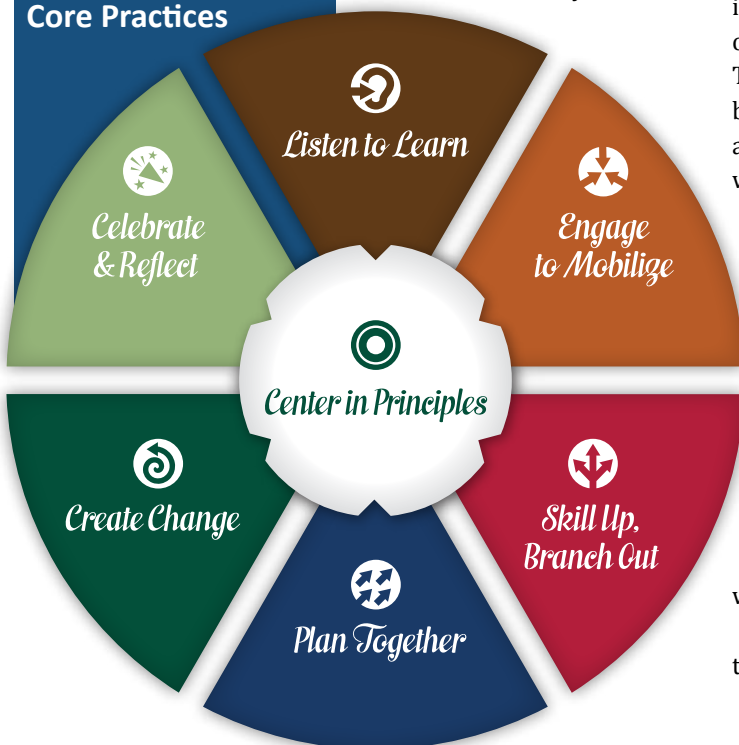 Core Practices
Listen to Learn
Engage
to Mobilize
Skill Up,
Branch Out
Plan Together
Create Change
Celebrate
& Reflect
Center in Principles